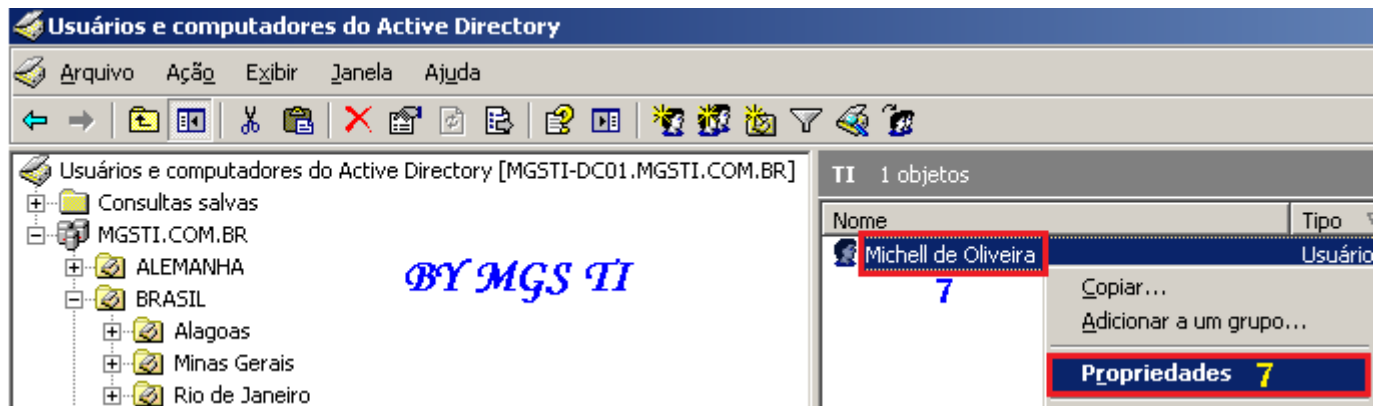 Usuários e computadores do Active Directory
Arquivo Ação Exibir Janela Ajuda
Usuários e computadores do Active Directory [MGSTI-DC01.MGSTI.COM.BR]
Consultas salvas
MGSTI.COM.BR
ALEMANHA
BRASIL
Alagoas
Minas Gerais
Rio de Janeiro
BY MGS TI
TI 1 objetos
Nome Tipo
Michell de Oliveira Usuário
7
Copiar...
Adicionar a um grupo...
Propriedades 7